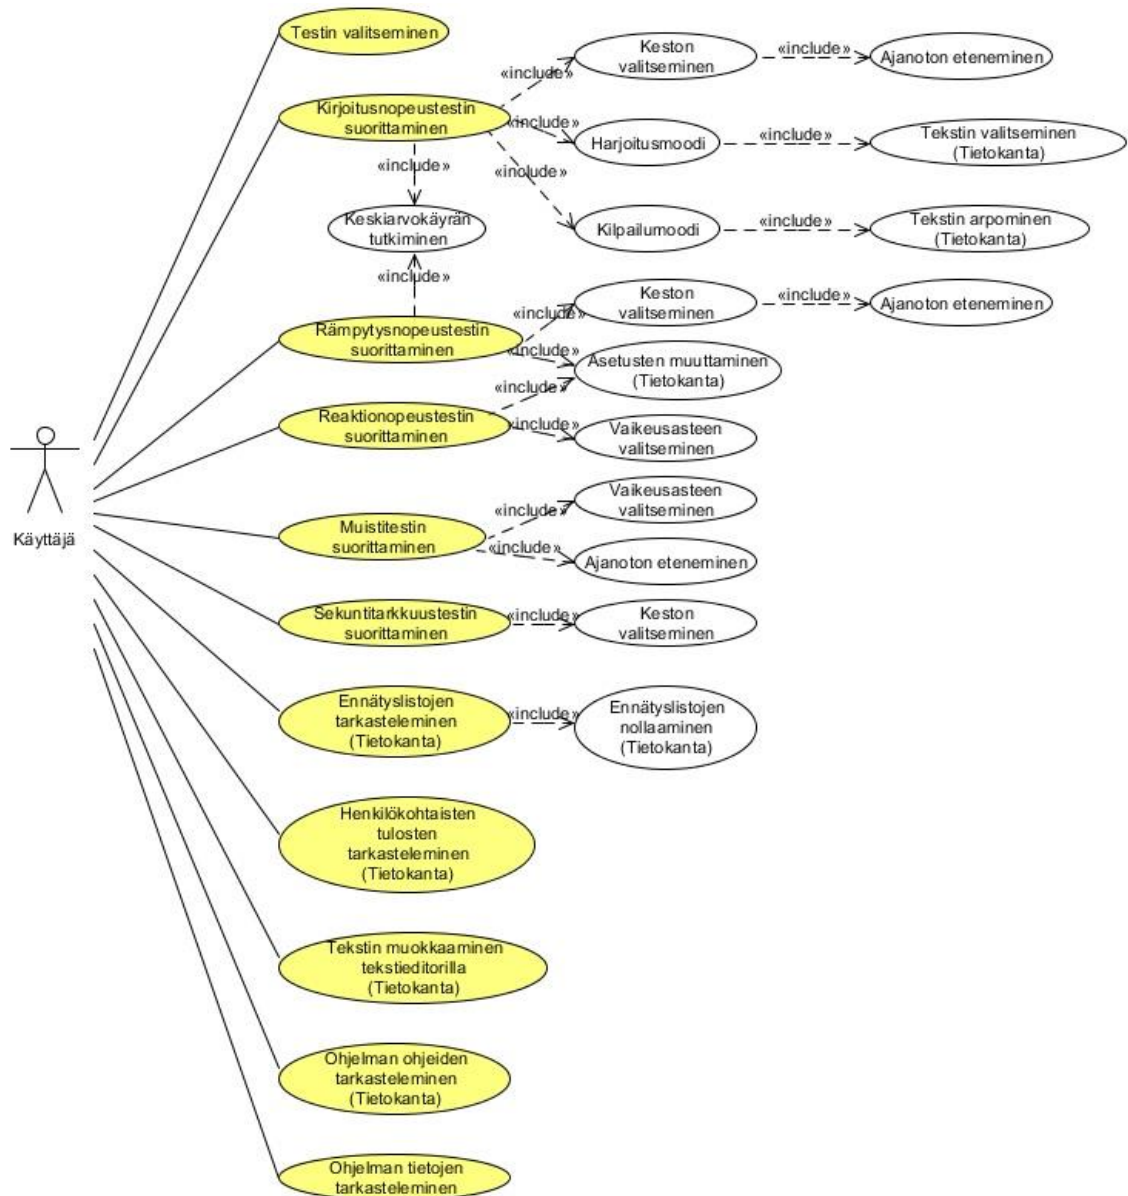 Testin valitseminen
Keston
valitseminen
«include»
Ajanoton eteneminen
«include»
Kirjoitusnopeustestin
suorittaminen
«include»
Harjoitusmoodi
«include»
Tekstin valitseminen
(Tietokanta)
«include»
«include»
Keskiarvokäyrän
tutkiminen
Kilpailumoodi
«include»
Tekstin arpominen
(Tietokanta)
«include»
Keston
valitseminen
«include»
Ajanoton eteneminen
«include»
Rämpytysnopeustestin
suorittaminen
«include»
Asetusten muuttaminen
(Tietokanta)
«include»
Reaktionopeustestin
suorittaminen
«include»
Vaikeusasteen
valitseminen
Käyttäjä
Muistitestin
suorittaminen
«include»
Vaikeusasteen
valitseminen
«include»
Ajanoton eteneminen
Sekuntitarkkuustestin
suorittaminen
«include»
Keston
valitseminen
Ennätyslistojen
tarkasteleminen
(Tietokanta)
«include»
Ennätyslistojen
nollaaminen
(Tietokanta)
Henkilökohtaisten
tulosten
tarkasteleminen
(Tietokanta)
Tekstin muokkaaminen
tekstieditorilla
(Tietokanta)
Ohjelman ohjeiden
tarkasteleminen
(Tietokanta)
Ohjelman tietojen
tarkasteleminen